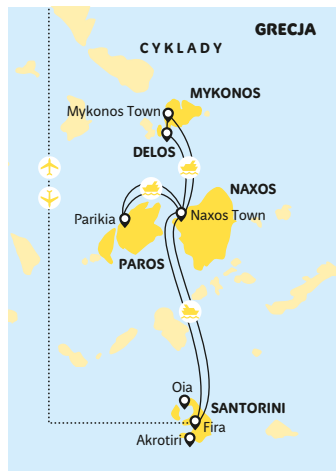 GRECJA
CYKLADY
MYKONOS
Mykonos Town
DELOS
NAXOS
Parikia
Naxos Town
PAROS
Oia
SANTORINI
Fira
Akrotiri